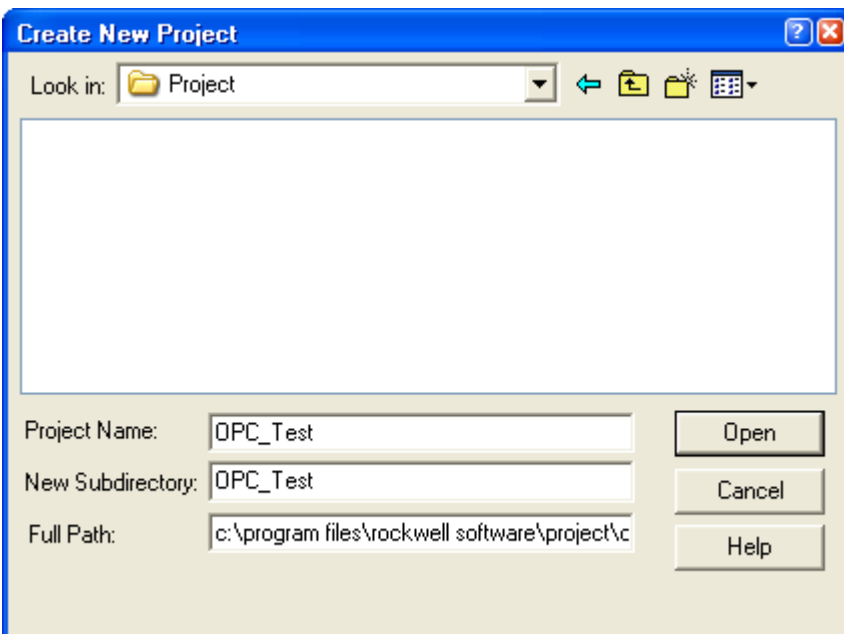 Create New Project
Look in: Project
Project Name: OPC_Test
Open
New Subdirectory: OPC_Test
Cancel
Full Path: c:\program files\rockwell software\project\c
Help